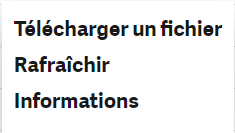 Télécharger un fichier
Rafraîchir
Informations